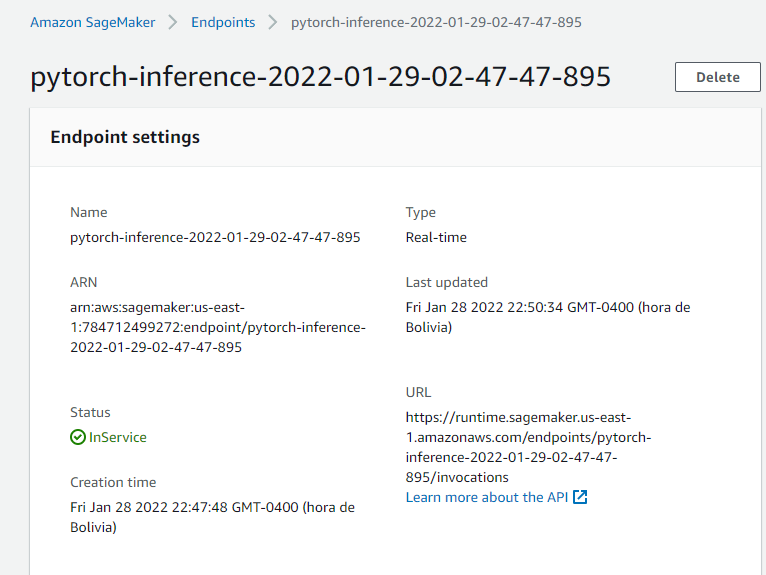 Amazon SageMaker > Endpoints > pytorch-inference-2022-01-29-02-47-47-895
pytorch-inference-2022-01-29-02-47-47-895
Delete
Endpoint settings
Name
pytorch-inference-2022-01-29-02-47-47-895
Type
Real-time
ARN
arn:aws:sagemaker:us-east-
1:784712499272:endpoint/pytorch-inference-
2022-01-29-02-47-47-895
Last updated
Fri Jan 28 2022 22:50:34 GMT-0400 (hora de
Bolivia)
Status
InService
URL
https://runtime.sagemaker.us-east-
1.amazonaws.com/endpoints/pytorch-
inference-2022-01-29-02-47-47-
895/invocations
Learn more about the API
Creation time
Fri Jan 28 2022 22:47:48 GMT-0400 (hora de
Bolivia)